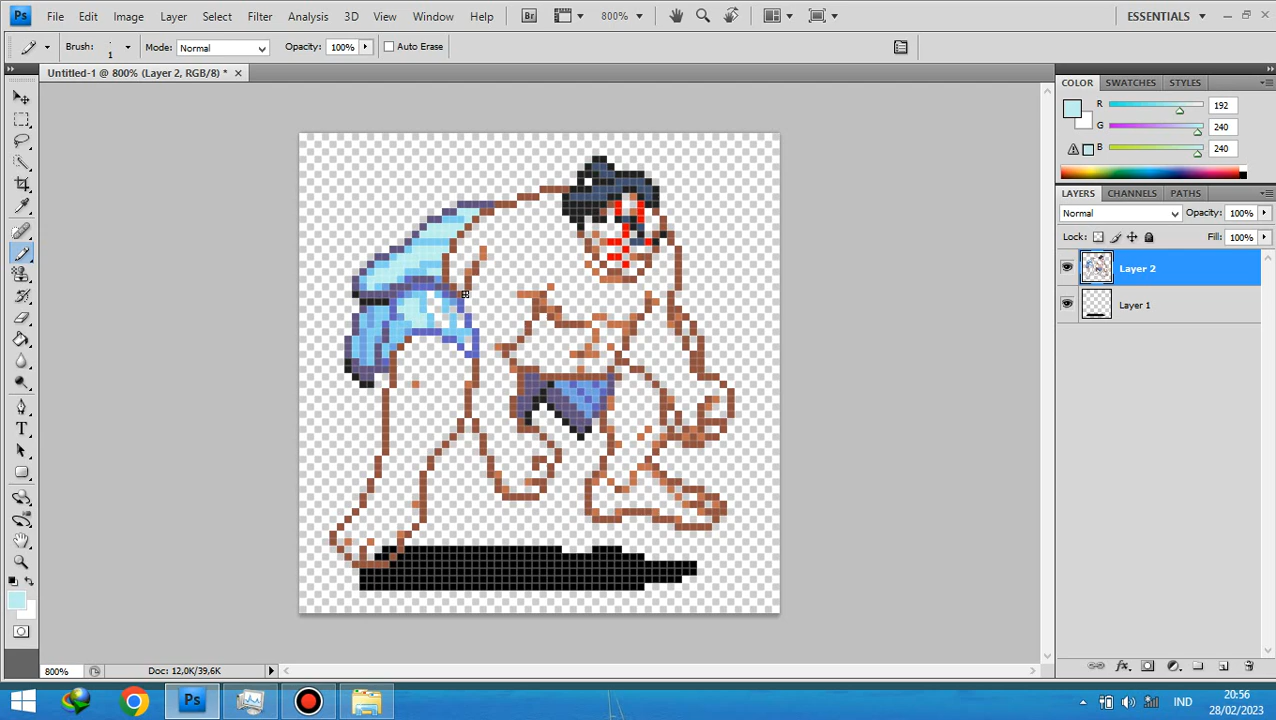 Ps File Edit Image Layer Select Filter Analysis 3D View Window Help Br 800% ESSENTIALS
Brush: 1 Mode: Normal Opacity: 100% Auto Erase
Untitled-1 @ 800% (Layer 2, RGB/8) *
COLOR SWATCHES STYLES
R 192
G 240
B 240
LAYERS CHANNELS PATHS
Normal Opacity: 100%
Lock: Fill: 100%
Layer 2
Layer 1
T
800% Doc: 12,0K/39,6K
fx
Ps IND 20:56
28/02/2023